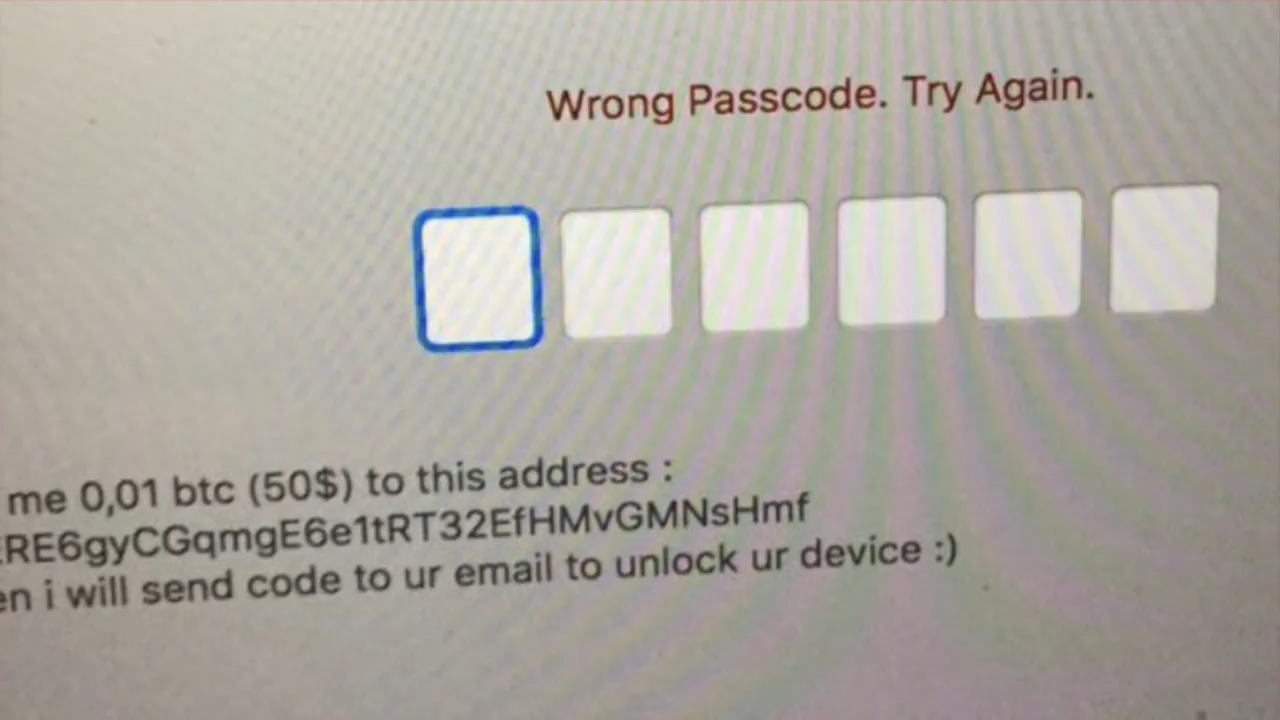 Wrong Passcode. Try Again.
me 0,01 btc (50$) to this address :
RE6gyCGqmgE6e1tRT32EfHMvGMNsHmf
en i will send code to ur email to unlock ur device :)